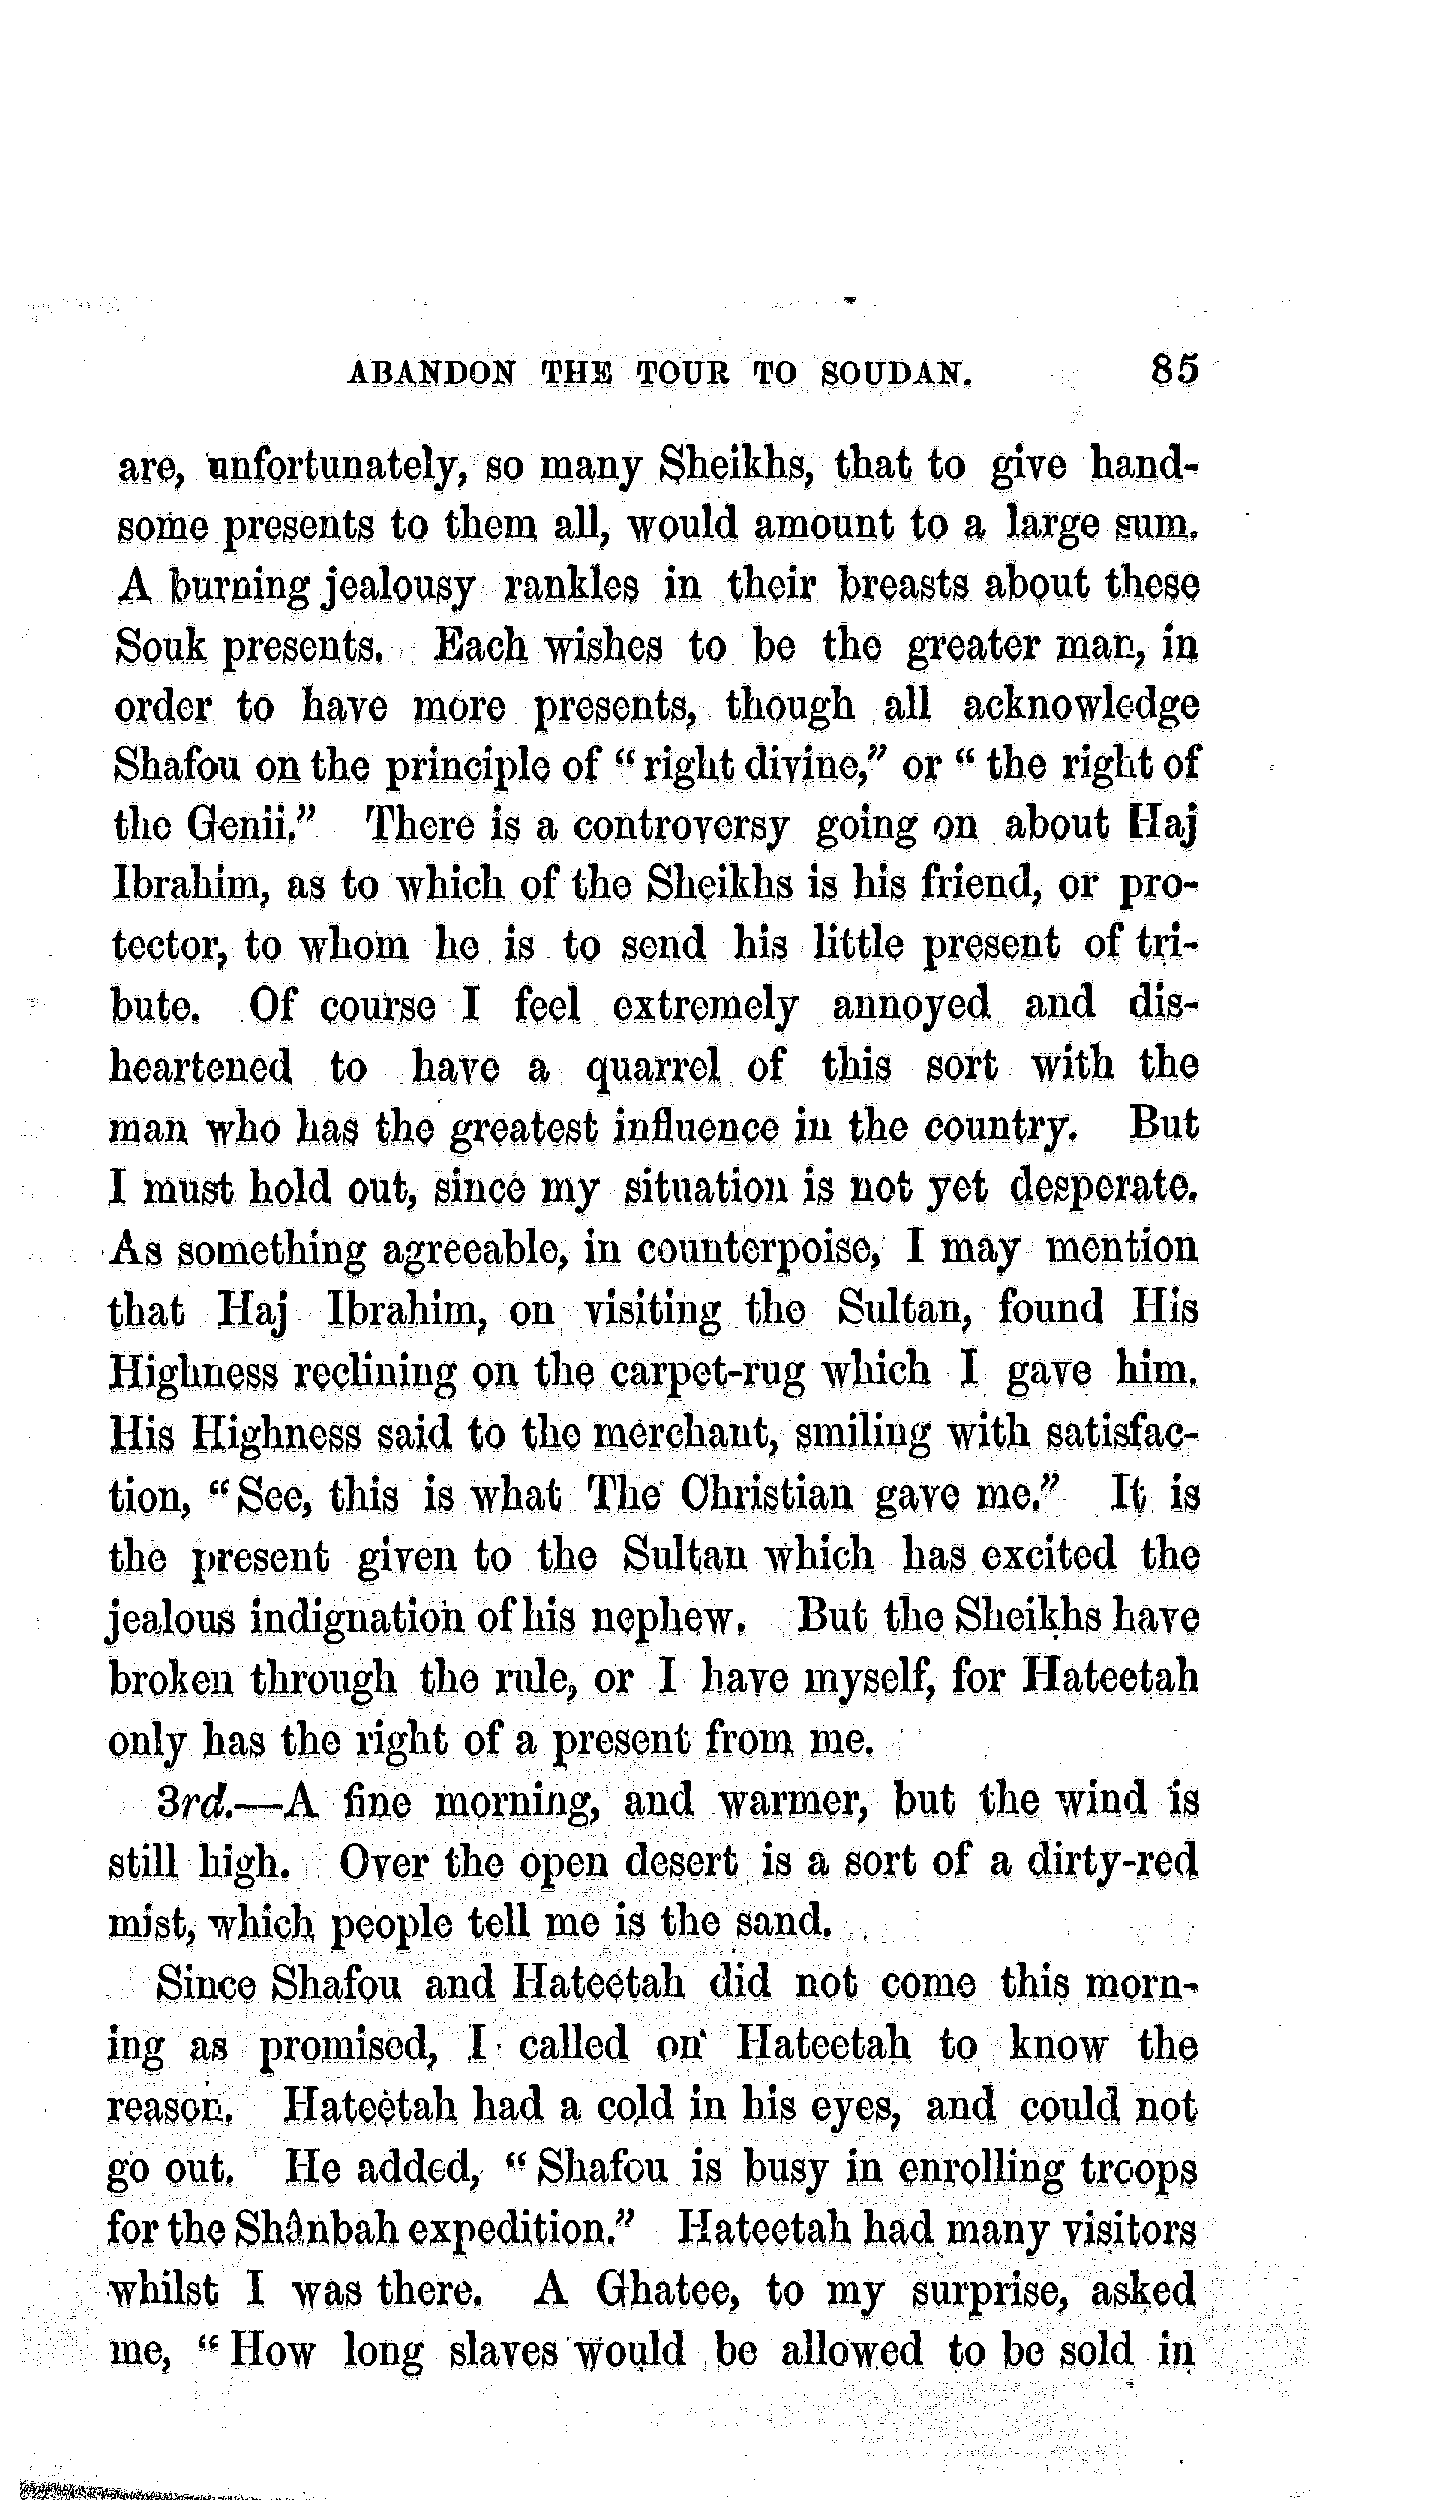 ABANDON THE TOUR TO SOUDAN. 85
are, unfortunately, so many Sheikhs, that to give hand-
some presents to them all, would amount to a large sum.
A burning jealousy rankles in their breasts about these
Souk presents. Each wishes to be the greater man, in
order to have more presents, though all acknowledge
Shafou on the principle of “right divine,” or “the right of
the Genii.” There is a controversy going on about Haj
Ibrahim, as to which of the Sheikhs is his friend, or pro-
tector, to whom he is to send his little present of tri-
bute. Of course I feel extremely annoyed and dis-
heartened to have a quarrel of this sort with the
man who has the greatest influence in the country. But
I must hold out, since my situation is not yet desperate.
As something agreeable, in counterpoise, I may mention
that Haj Ibrahim, on visiting the Sultan, found His
Highness reclining on the carpet-rug which I gave him.
His Highness said to the merchant, smiling with satisfac-
tion, “See, this is what The Christian gave me.” It is
the present given to the Sultan which has excited the
jealous indignation of his nephew. But the Sheikhs have
broken through the rule, or I have myself, for Hateetah
only has the right of a present from me.
3rd.—A fine morning, and warmer, but the wind is
still high. Over the open desert is a sort of a dirty-red
mist, which people tell me is the sand.
Since Shafou and Hateetah did not come this morn-
ing as promised, I called on Hateetah to know the
reason. Hateetah had a cold in his eyes, and could not
go out. He added, “Shafou is busy in enrolling troops
for the Shânbah expedition.” Hateetah had many visitors
whilst I was there. A Ghatee, to my surprise, asked
me, “How long slaves would be allowed to be sold in